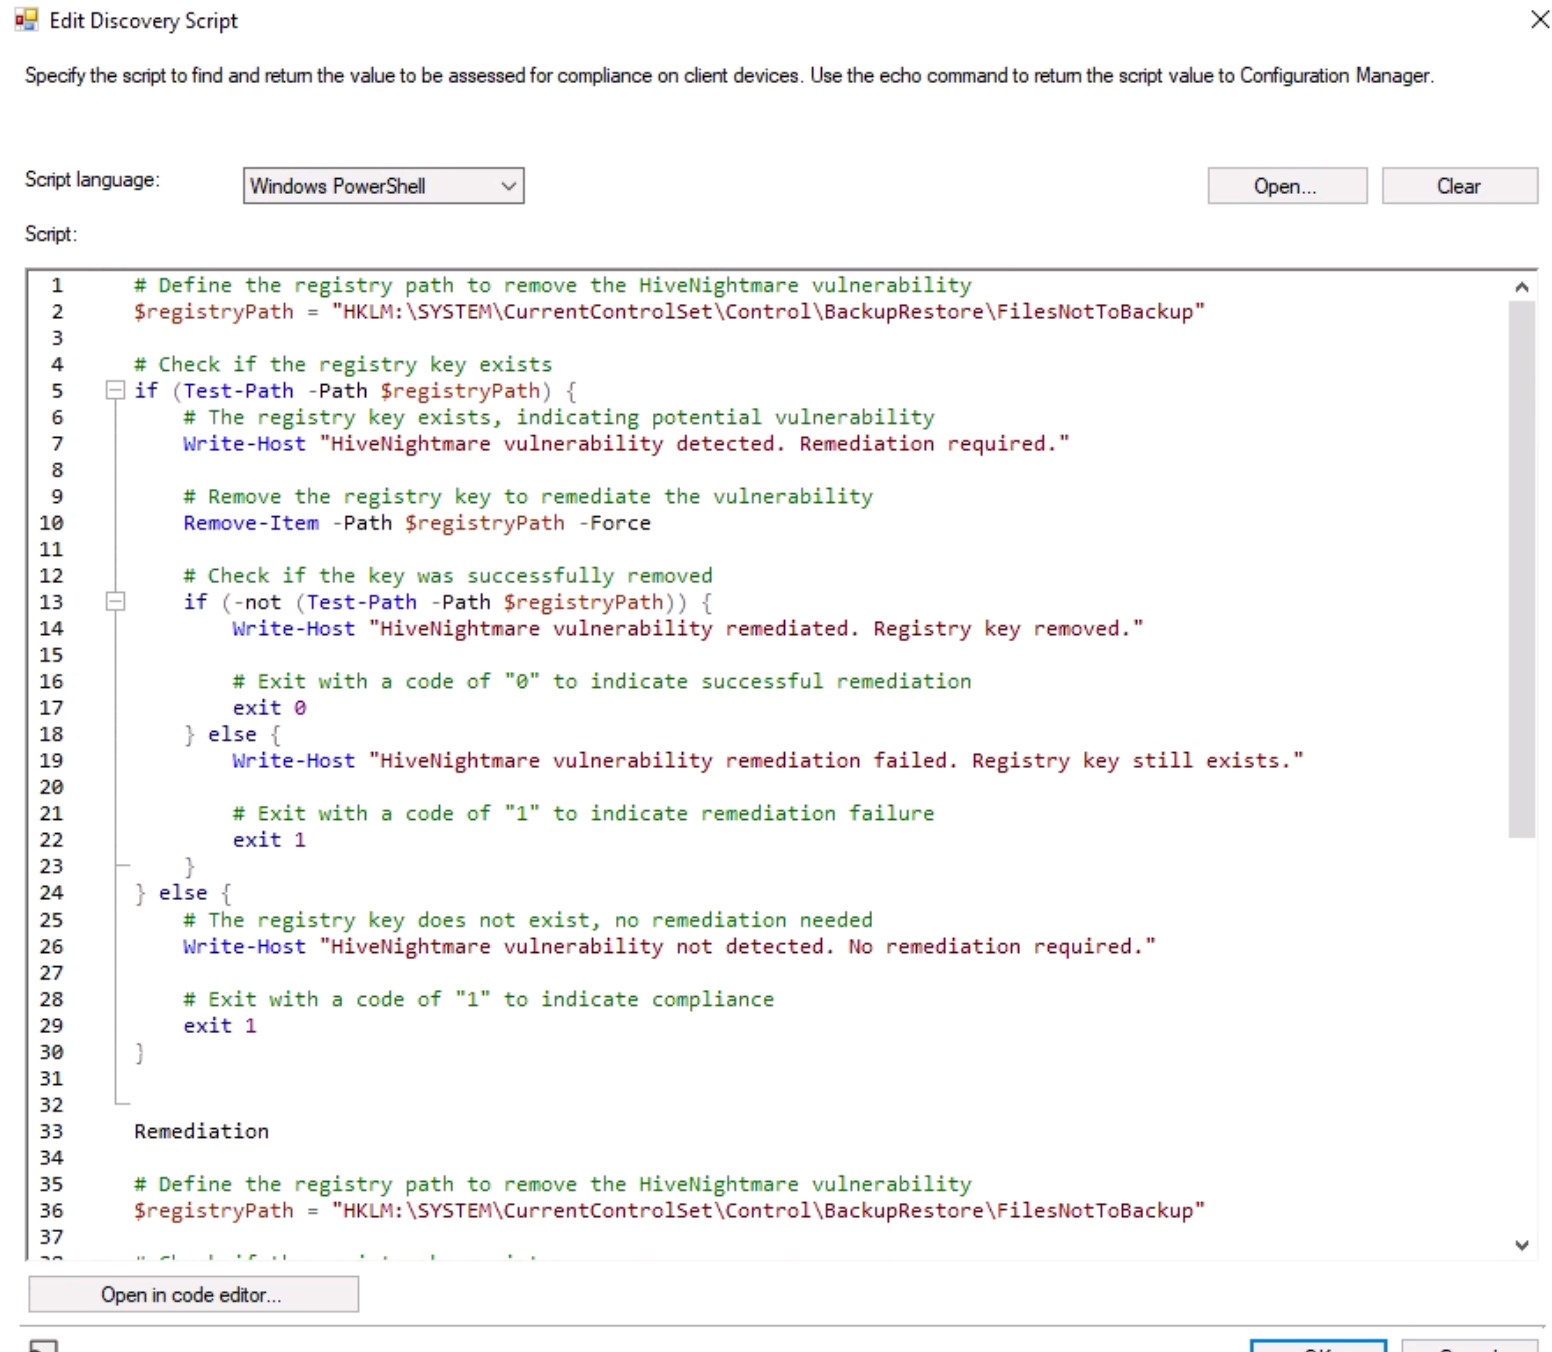 Edit Discovery Script
Specify the script to find and return the value to be assessed for compliance on client devices. Use the echo command to return the script value to Configuration Manager.
Script language:
Windows PowerShell
Open...
Clear
Script:
1 # Define the registry path to remove the HiveNightmare vulnerability
2 $registryPath = "HKLM:\SYSTEM\CurrentControlSet\Control\BackupRestore\FilesNotToBackup"
3
4 # Check if the registry key exists
5 if (Test-Path -Path $registryPath) {
6 # The registry key exists, indicating potential vulnerability
7 Write-Host "HiveNightmare vulnerability detected. Remediation required."
8
9 # Remove the registry key to remediate the vulnerability
10 Remove-Item -Path $registryPath -Force
11
12 # Check if the key was successfully removed
13 if (-not (Test-Path -Path $registryPath)) {
14 Write-Host "HiveNightmare vulnerability remediated. Registry key removed."
15
16 # Exit with a code of "0" to indicate successful remediation
17 exit 0
18 } else {
19 Write-Host "HiveNightmare vulnerability remediation failed. Registry key still exists."
20
21 # Exit with a code of "1" to indicate remediation failure
22 exit 1
23 }
24 } else {
25 # The registry key does not exist, no remediation needed
26 Write-Host "HiveNightmare vulnerability not detected. No remediation required."
27
28 # Exit with a code of "1" to indicate compliance
29 exit 1
30 }
31
32
33 Remediation
34
35 # Define the registry path to remove the HiveNightmare vulnerability
36 $registryPath = "HKLM:\SYSTEM\CurrentControlSet\Control\BackupRestore\FilesNotToBackup"
37
Open in code editor...